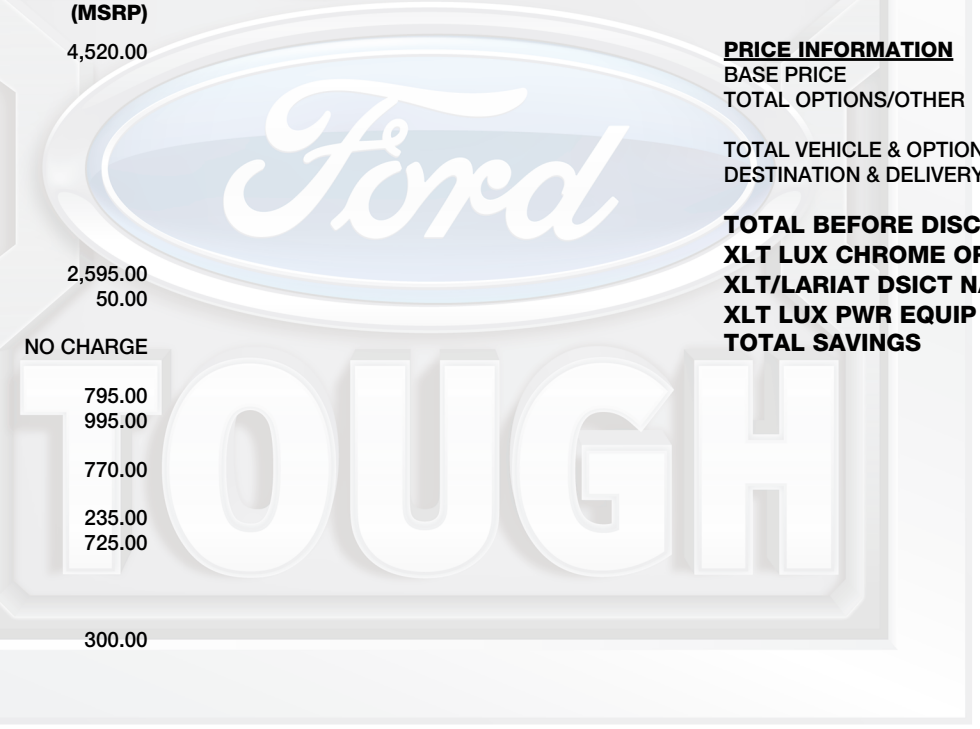 (MSRP)
4,520.00
2,595.00
50.00
NO CHARGE
795.00
995.00
770.00
235.00
725.00
300.00
PRICE INFORMATION
BASE PRICE
TOTAL OPTIONS/OTHER
TOTAL VEHICLE & OPTION
DESTINATION & DELIVERY
TOTAL BEFORE DISC
XLT LUX CHROME OP
XLT/LARIAT DSICT NA
XLT LUX PWR EQUIP
TOTAL SAVINGS
Ford
TOUGH